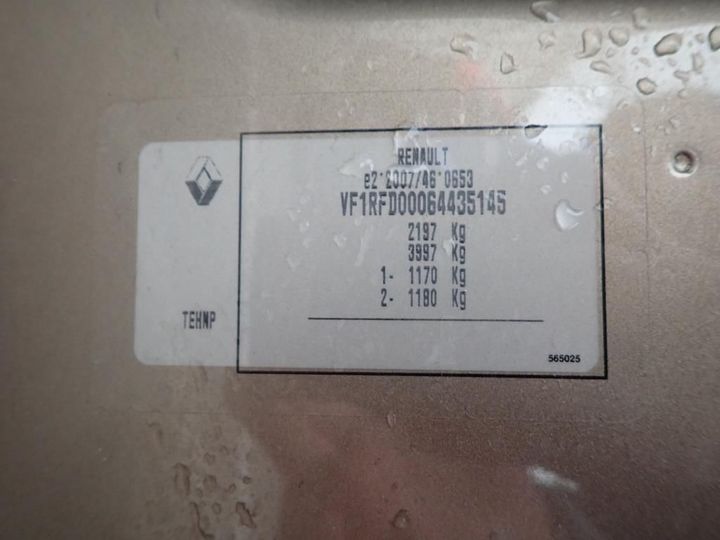 RENAULT
e2*2007/46*0653
VF1RFD00064435145
2197 Kg
3997 Kg
1- 1170 Kg
2- 1180 Kg
TEHNP
565025